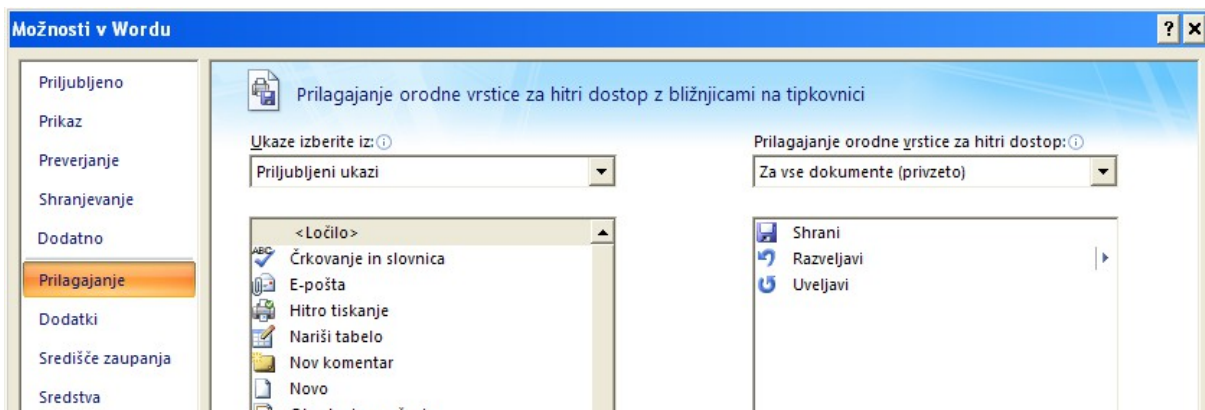 Možnosti v Wordu
Priljubljeno
Prikaz
Preverjanje
Shranjevanje
Dodatno
Prilagajanje
Dodatki
Središče zaupanja
Sredstva
Prilagajanje orodne vrstice za hitri dostop z bližnjicami na tipkovnici
Ukaze izberite iz:
Priljubljeni ukazi
<Ločilo>
Črkovanje in slovnica
E-pošta
Hitro tiskanje
Nariši tabelo
Nov komentar
Novo
Prilagajanje orodne vrstice za hitri dostop:
Za vse dokumente (privzeto)
Shrani
Razveljavi
Uveljavi